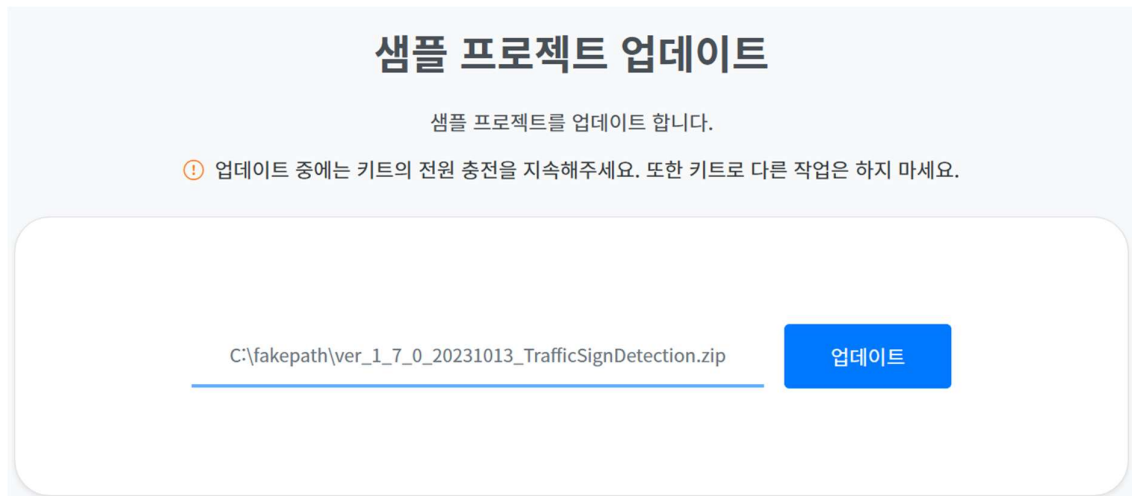 샘플 프로젝트 업데이트
샘플 프로젝트를 업데이트 합니다.
업데이트 중에는 키트의 전원 충전을 지속해주세요. 또한 키트로 다른 작업은 하지 마세요.
C:\fakepath\ver_1_7_0_20231013_TrafficSignDetection.zip
업데이트